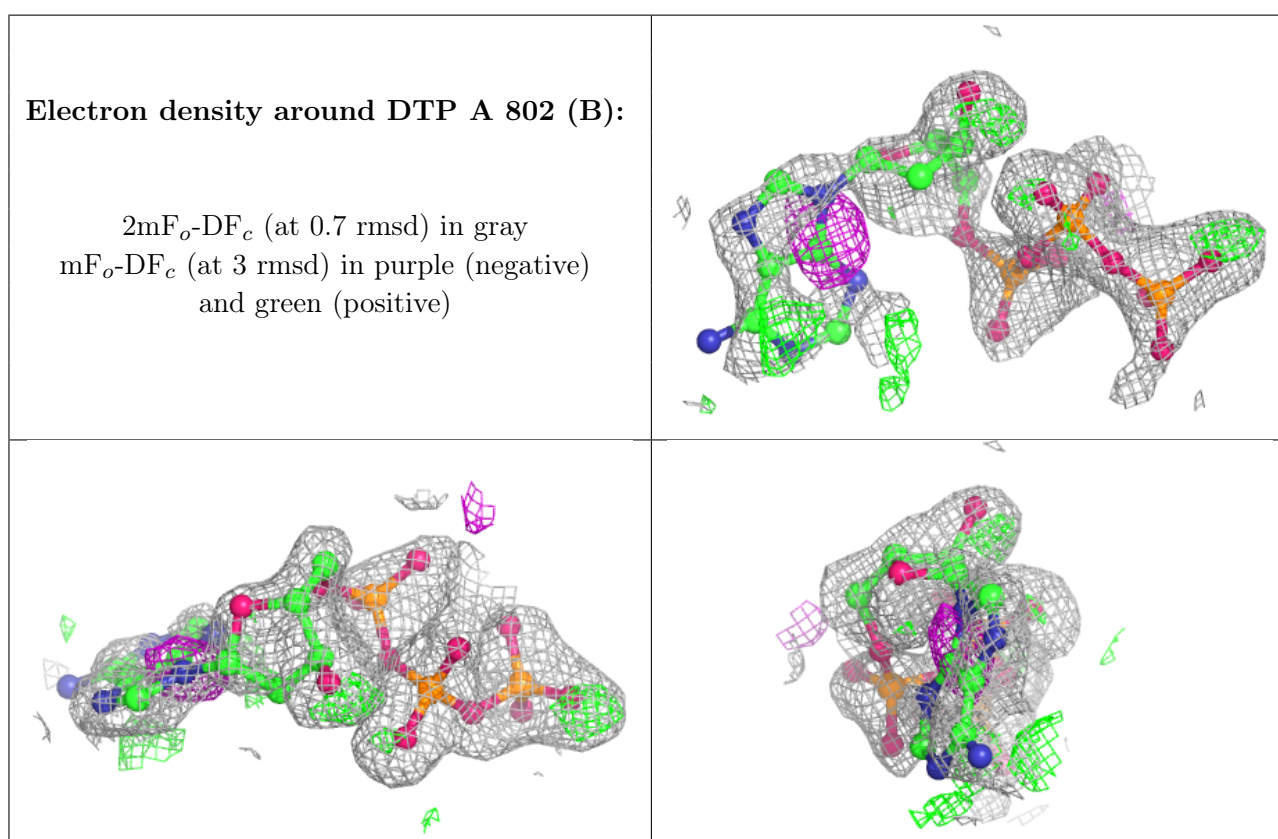 Electron density around DTP A 802 (B):
2mFₒ-DF𝒸 (at 0.7 rmsd) in gray
mFₒ-DF𝒸 (at 3 rmsd) in purple (negative)
and green (positive)